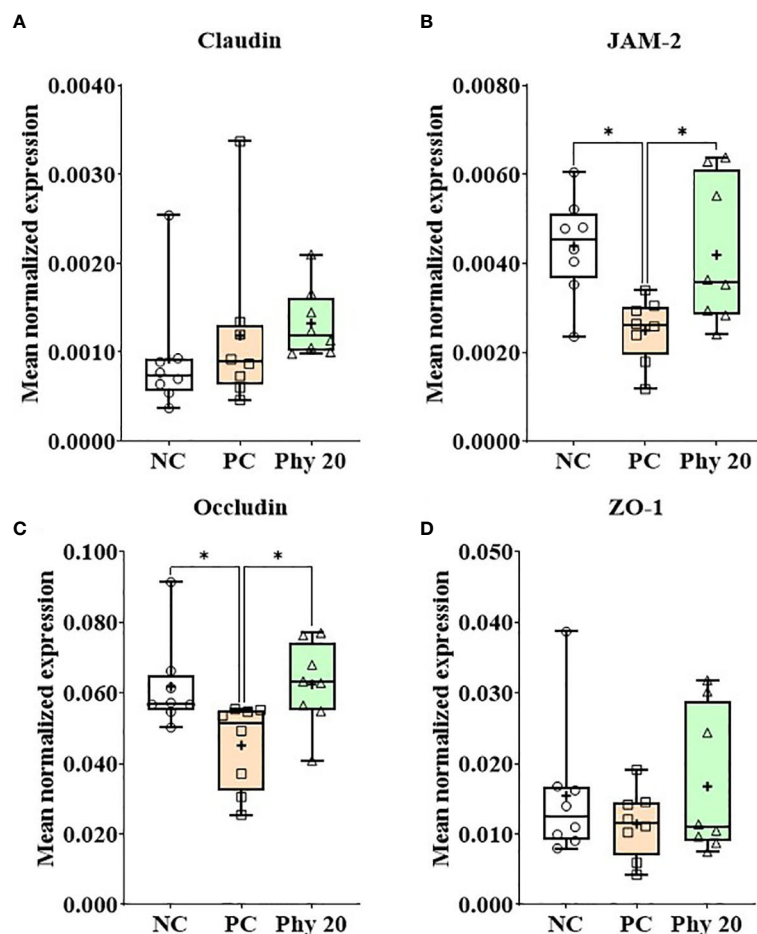 A
Claudin
Mean normalized expression
0.0040
0.0030
0.0020
0.0010
0.0000
NC PC Phy 20
B
JAM-2
Mean normalized expression
0.0080
0.0060
0.0040
0.0020
0.0000
* *
NC PC Phy 20
C
Occludin
Mean normalized expression
0.100
0.080
0.060
0.040
0.020
0.000
* *
NC PC Phy 20
D
ZO-1
Mean normalized expression
0.050
0.040
0.030
0.020
0.010
0.000
NC PC Phy 20